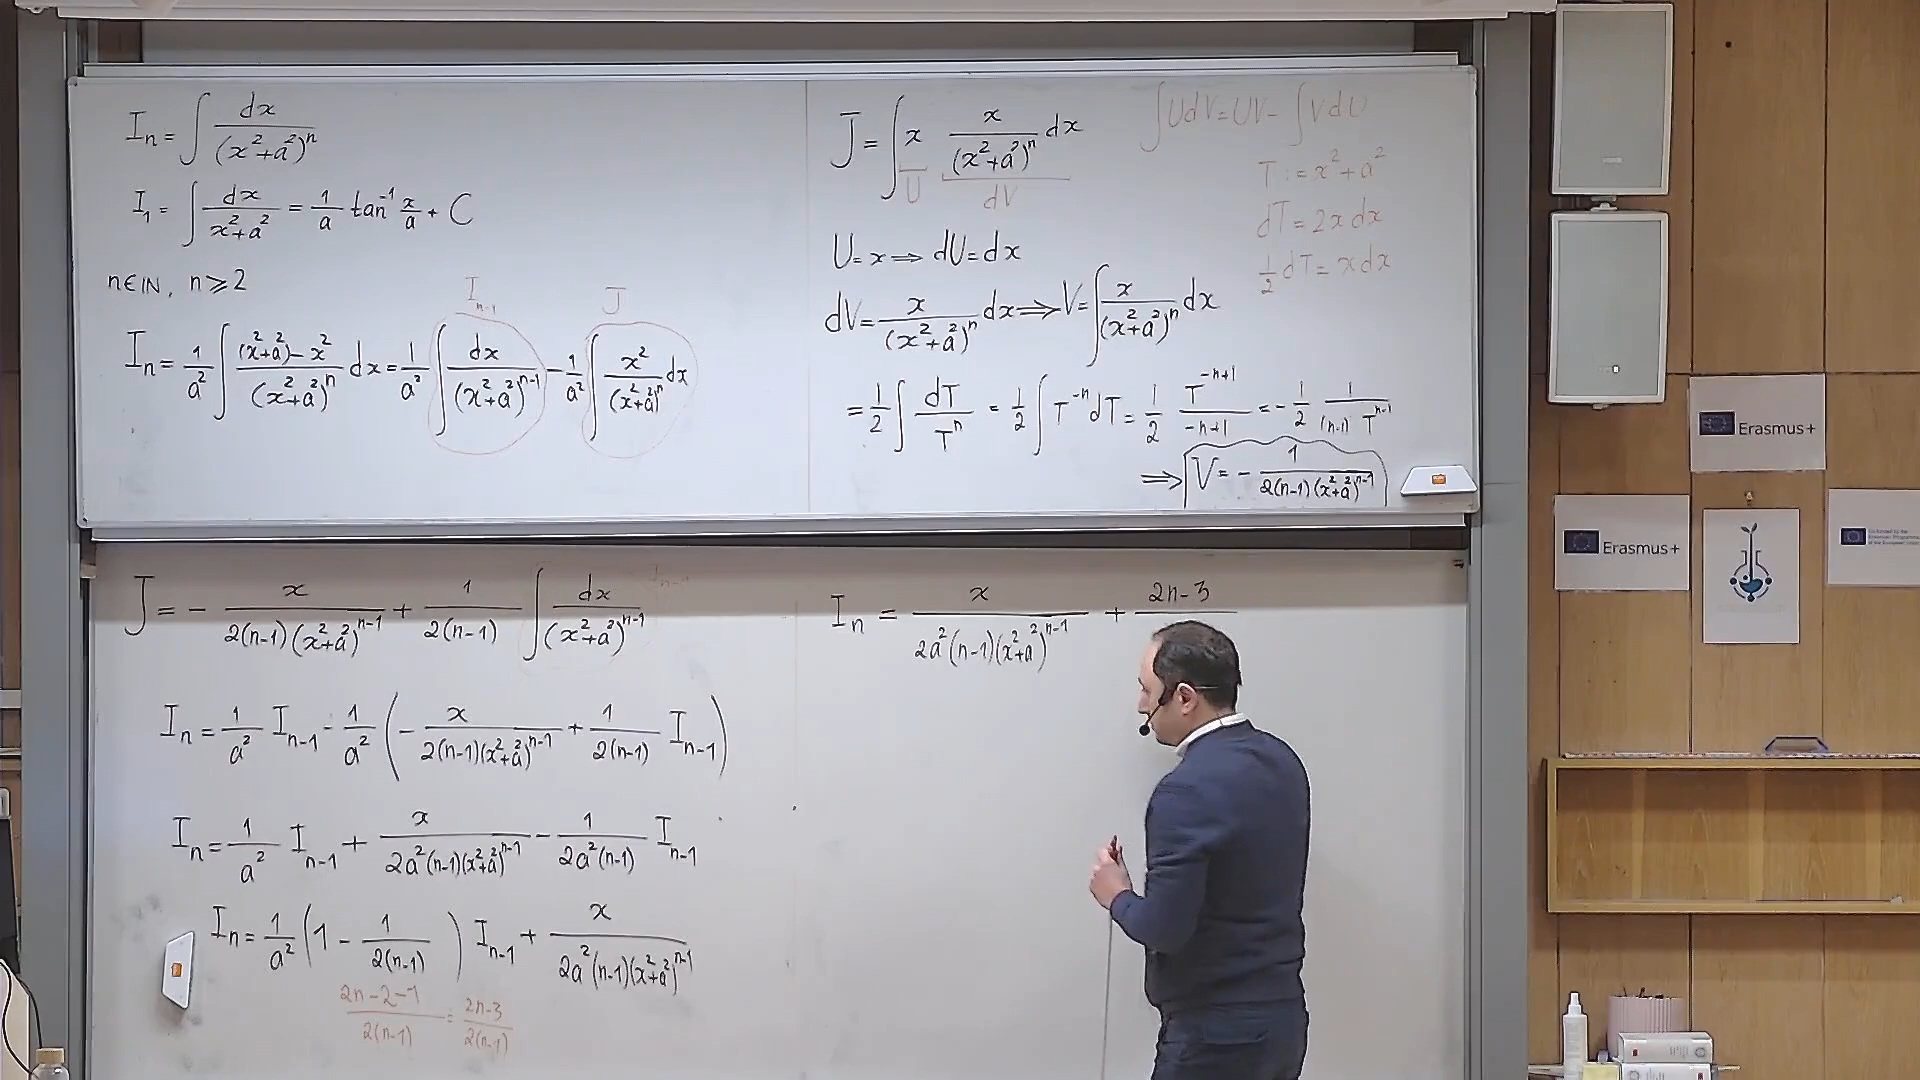 I_n = ∫ dx/(x²+a²)^n
I_1 = ∫ dx/(x²+a²) = 1/a tan⁻¹ x/a + C
n∈IN, n ⩾ 2
I_{n-1}
J
I_n = 1/a² ∫ ((x²+a²) - x²)/(x²+a²)^n dx = 1/a² ∫ dx/(x²+a²)^{n-1} - 1/a² ∫ x²/(x²+a²)^n dx
J = ∫ x x/(x²+a²)^n dx
U
dV
U = x ⟹ dU = dx
dV = x/(x²+a²)^n dx ⟹ V = ∫ x/(x²+a²)^n dx
= 1/2 ∫ dT/T^n = 1/2 ∫ T^{-n} dT = 1/2 T^{-n+1}/(-n+1) = - 1/2 1/((n-1) T^{n-1})
⟹ V = - 1/(2(n-1)(x²+a²)^{n-1})
∫UdV = UV - ∫VdU
T := x² + a²
dT = 2x dx
1/2 dT = x dx
J = - x/(2(n-1)(x²+a²)^{n-1}) + 1/(2(n-1)) ∫ dx/(x²+a²)^{n-1}
I_{n-1}
I_n = 1/a² I_{n-1} - 1/a² (- x/(2(n-1)(x²+a²)^{n-1}) + 1/(2(n-1)) I_{n-1})
I_n = 1/a² I_{n-1} + x/(2a²(n-1)(x²+a²)^{n-1}) - 1/(2a²(n-1)) I_{n-1}
I_n = 1/a² (1 - 1/(2(n-1))) I_{n-1} + x/(2a²(n-1)(x²+a²)^{n-1})
(2n-2-1)/(2(n-1)) = (2n-3)/(2(n-1))
I_n = x/(2a²(n-1)(x²+a²)^{n-1}) + 2n-3
Erasmus+
Erasmus+